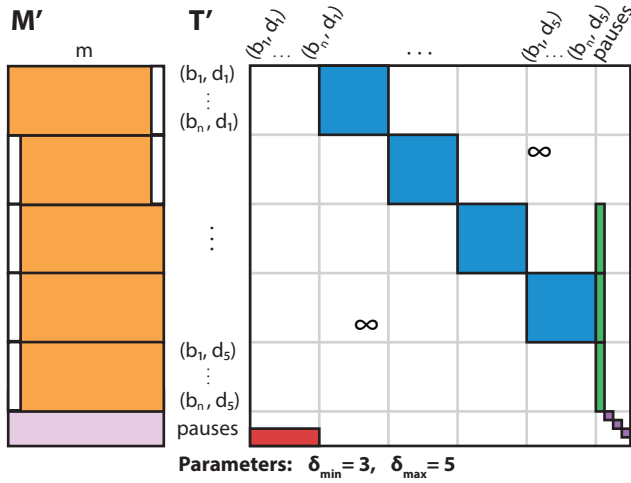 M’
T’
m
(b₁, d₁)
...
(bₙ, d₁)
. . .
(b₁, d₅)
...
(bₙ, d₅)
pauses
(b₁, d₁)
⋮
(bₙ, d₁)
∞
⋮
∞
(b₁, d₅)
⋮
(bₙ, d₅)
pauses
Parameters: δmin = 3, δmax = 5